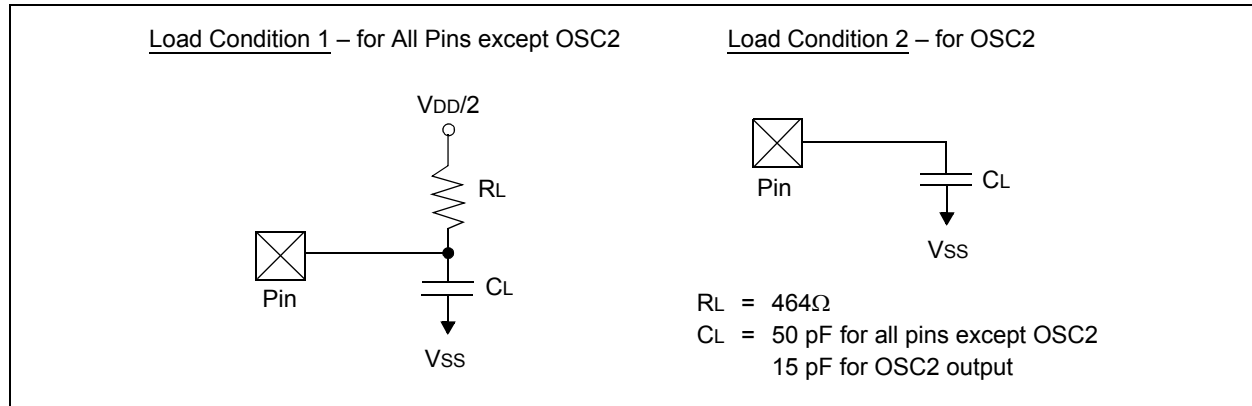 Load Condition 1 – for All Pins except OSC2
VDD/2
RL
Pin
CL
VSS
Load Condition 2 – for OSC2
Pin
CL
VSS
RL = 464Ω
CL = 50 pF for all pins except OSC2
15 pF for OSC2 output